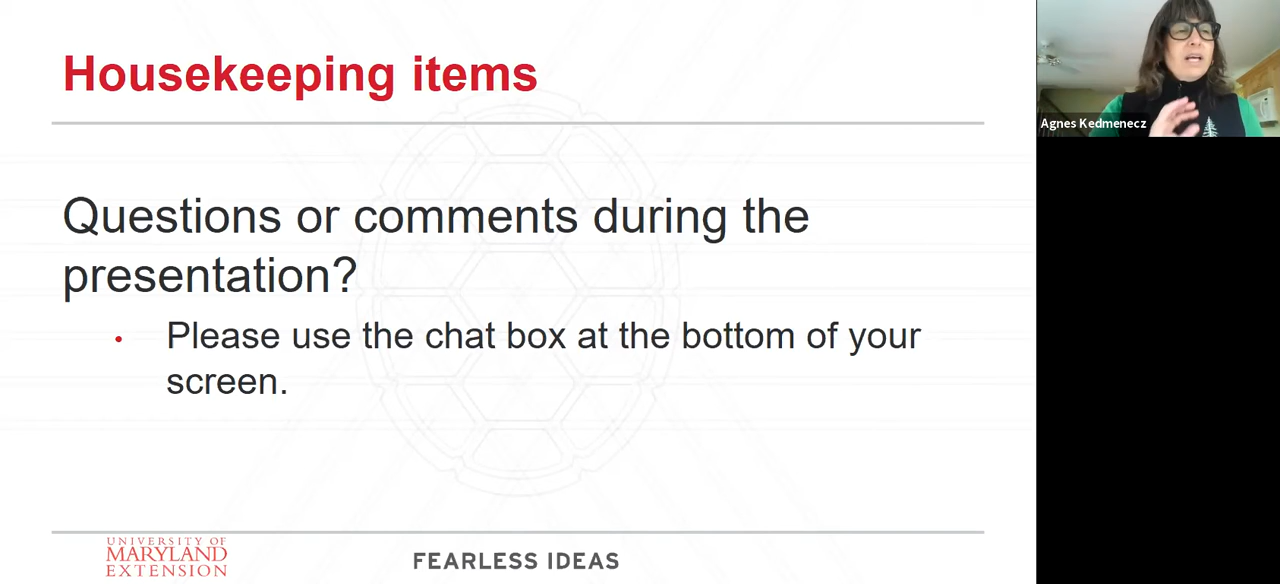 Housekeeping items
Questions or comments during the
presentation?
• Please use the chat box at the bottom of your
screen.
UNIVERSITY OF
MARYLAND
EXTENSION
FEARLESS IDEAS
Agnes Kedmenecz